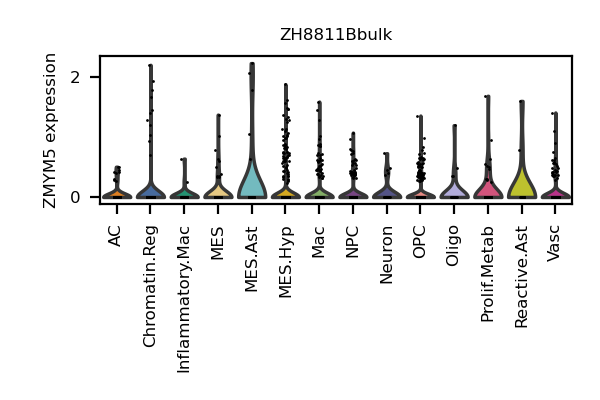 ZH8811Bbulk
ZMYM5 expression
2
0
AC
Chromatin.Reg
Inflammatory.Mac
MES
MES.Ast
MES.Hyp
Mac
NPC
Neuron
OPC
Oligo
Prolif.Metab
Reactive.Ast
Vasc